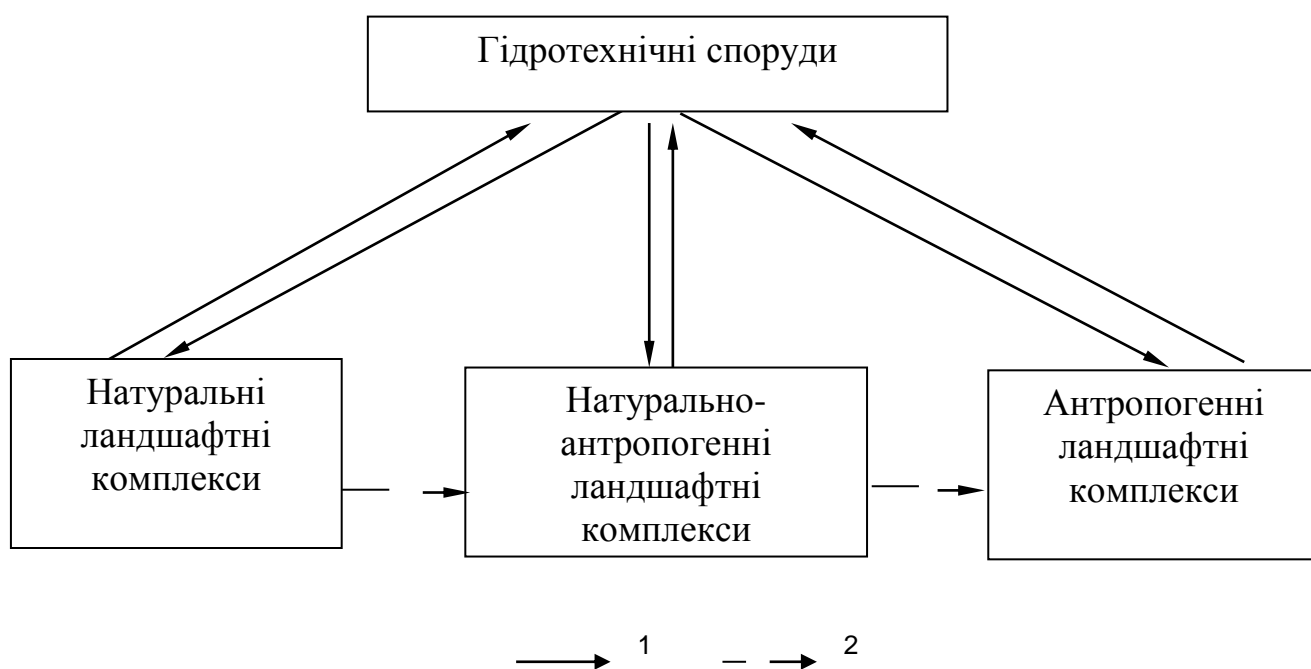 Гідротехнічні споруди
Натуральні
ландшафтні
комплекси
Натурально-
антропогенні
ландшафтні
комплекси
Антропогенні
ландшафтні
комплекси
1
2